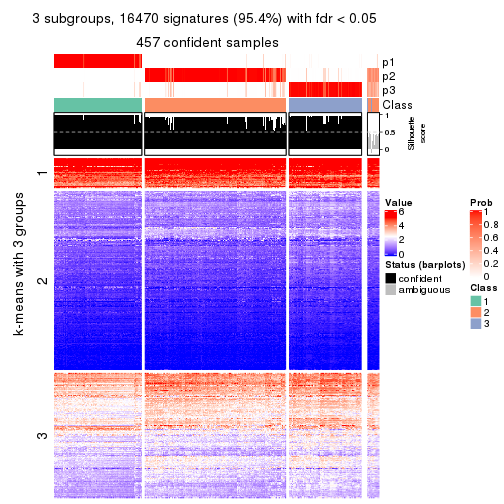 3 subgroups, 16470 signatures (95.4%) with fdr < 0.05
457 confident samples
p1
p2
p3
Class
1
0.5
0
Silhouette
score
k-means with 3 groups
1
2
3
Value
6
4
2
0
Status (barplots)
confident
ambiguous
Prob
1
0.8
0.6
0.4
0.2
0
Class
1
2
3